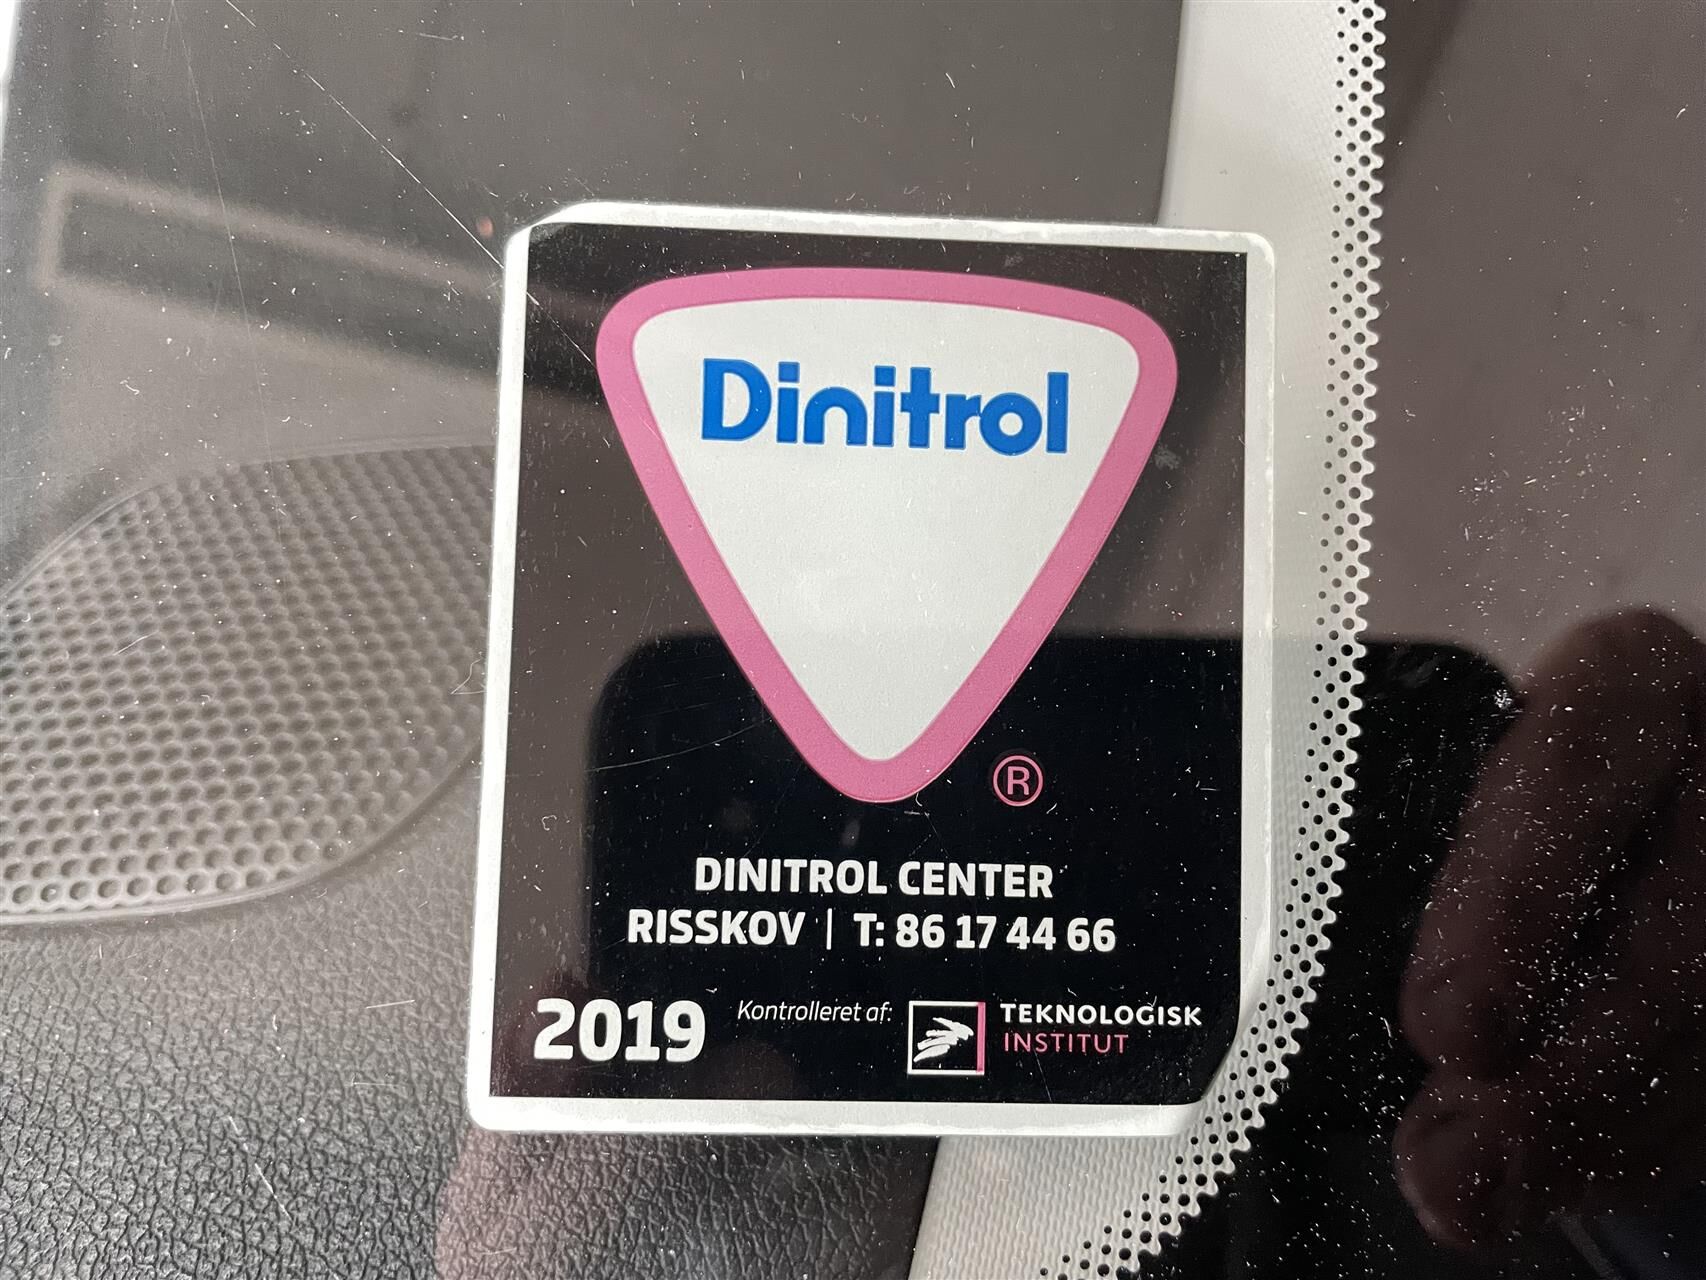 Dinitrol
®
DINITROL CENTER
RISSKOV | T: 86 17 44 66
2019 Kontrolleret af: TEKNOLOGISK
INSTITUT